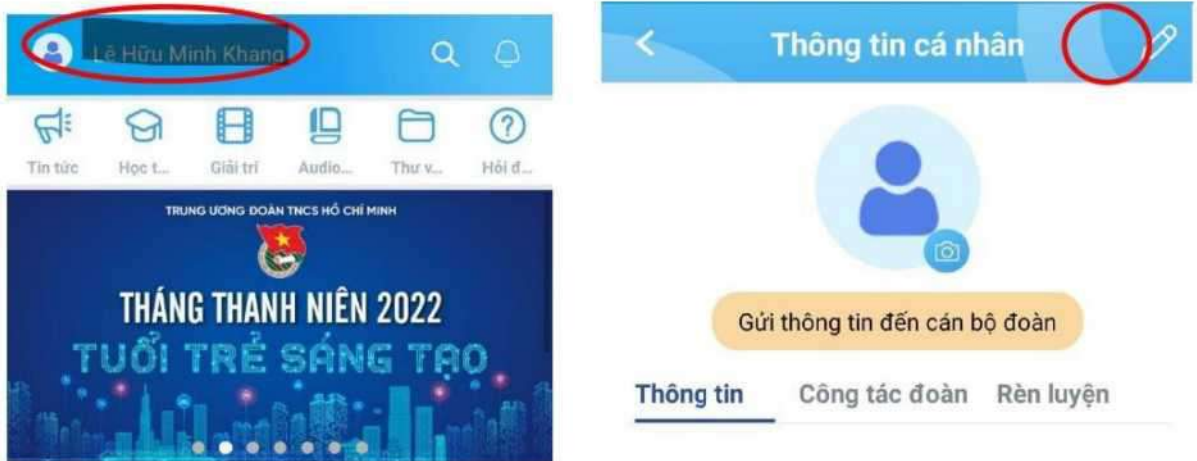 Lê Hữu Minh Khang
Tin tức
Học t...
Giải trí
Audio...
Thư v...
Hỏi đ...
TRUNG ƯƠNG ĐOÀN TNCS HỒ CHÍ MINH
THÁNG THANH NIÊN 2022
TUỔI TRẺ SÁNG TẠO
Thông tin cá nhân
Gửi thông tin đến cán bộ đoàn
Thông tin
Công tác đoàn
Rèn luyện